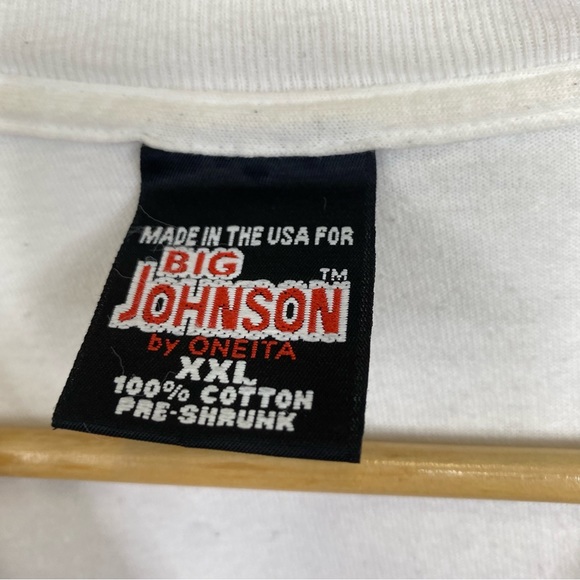 MADE IN THE USA FOR
BIG
JOHNSON™
by ONEITA
XXL
100% COTTON
PRE-SHRUNK